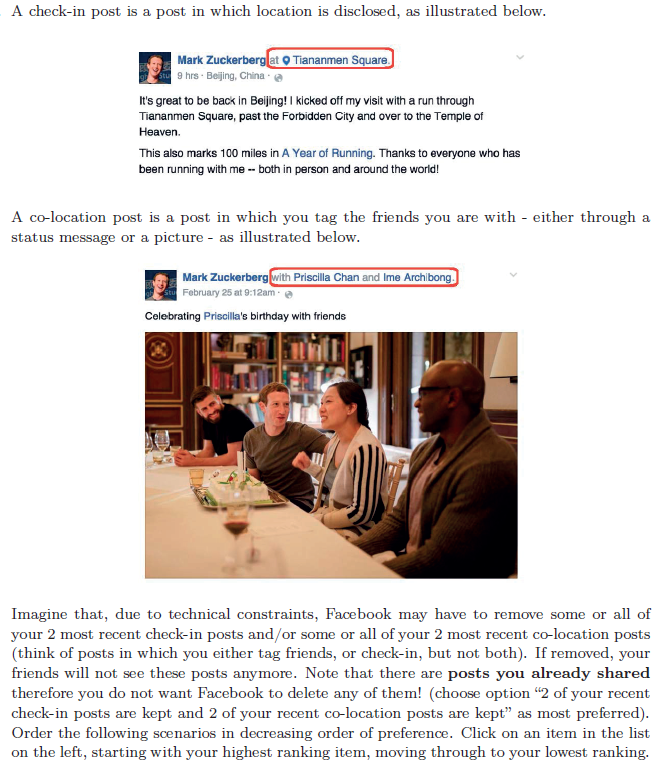 A check-in post is a post in which location is disclosed, as illustrated below.
Mark Zuckerberg at Tiananmen Square.
9 hrs · Beijing, China ·
It's great to be back in Beijing! I kicked off my visit with a run through
Tiananmen Square, past the Forbidden City and over to the Temple of
Heaven.
This also marks 100 miles in A Year of Running. Thanks to everyone who has
been running with me -- both in person and around the world!
A co-location post is a post in which you tag the friends you are with - either through a
status message or a picture - as illustrated below.
Mark Zuckerberg with Priscilla Chan and Ime Archibong.
February 25 at 9:12am ·
Celebrating Priscilla's birthday with friends
Imagine that, due to technical constraints, Facebook may have to remove some or all of
your 2 most recent check-in posts and/or some or all of your 2 most recent co-location posts
(think of posts in which you either tag friends, or check-in, but not both). If removed, your
friends will not see these posts anymore. Note that there are posts you already shared
therefore you do not want Facebook to delete any of them! (choose option “2 of your recent
check-in posts are kept and 2 of your recent co-location posts are kept” as most preferred).
Order the following scenarios in decreasing order of preference. Click on an item in the list
on the left, starting with your highest ranking item, moving through to your lowest ranking.